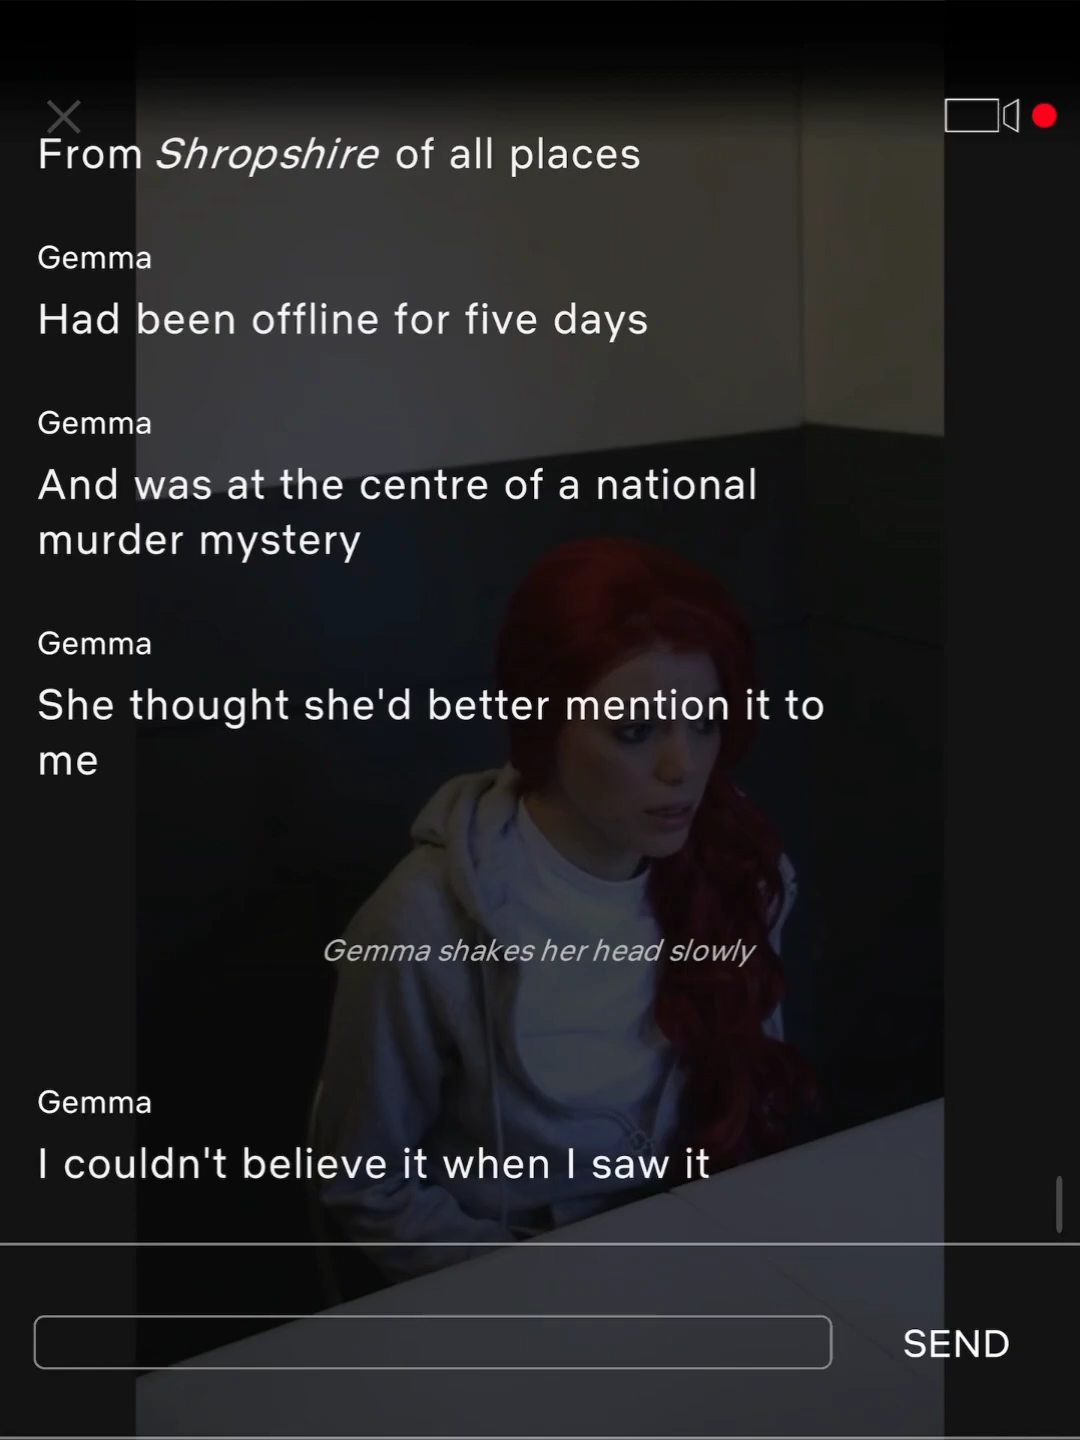 From Shropshire of all places
Gemma
Had been offline for five days
Gemma
And was at the centre of a national
murder mystery
Gemma
She thought she'd better mention it to
me
Gemma shakes her head slowly
Gemma
I couldn't believe it when I saw it
SEND